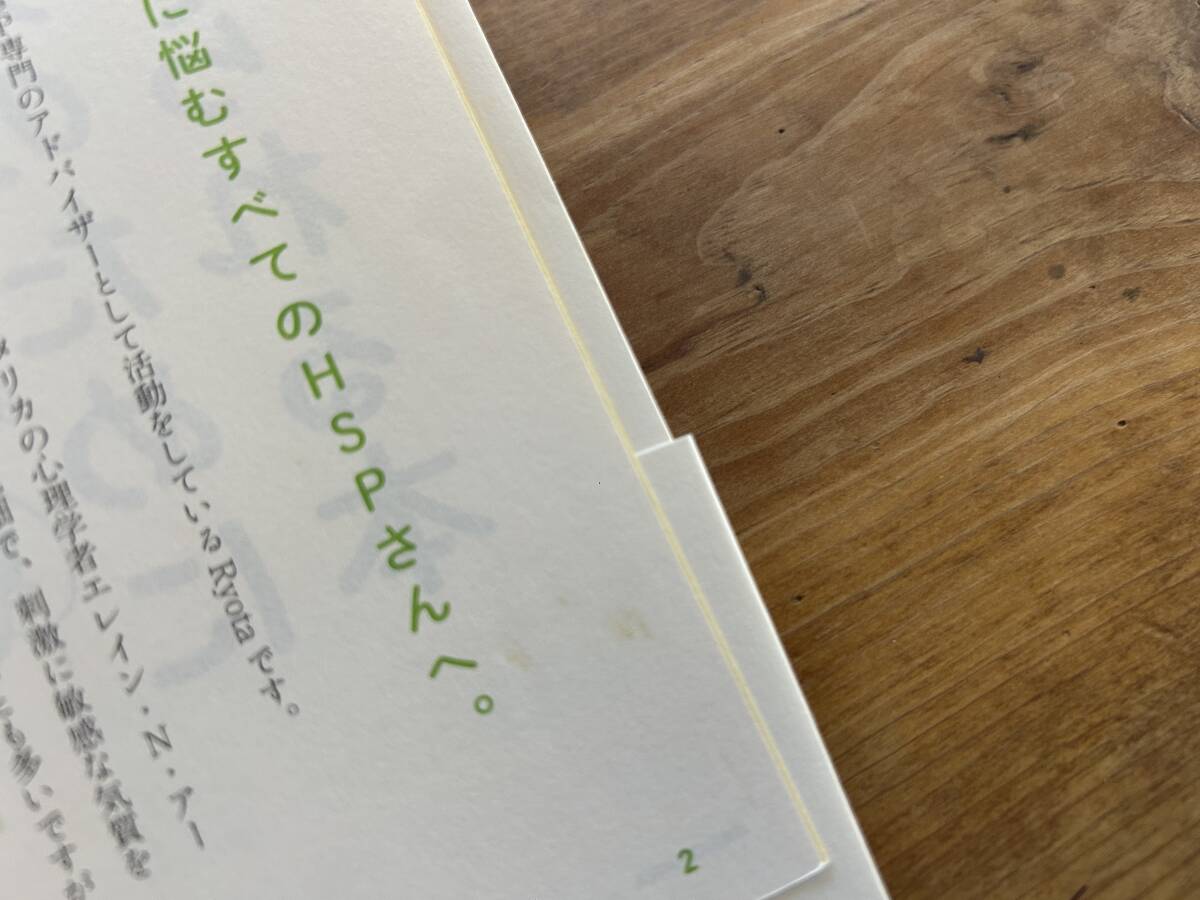 に悩むすべてのHSPさんへ。
専門のアドバイザーとして活動をしているRyotaです。
メリカの心理学者エレイン・N・アー
で、刺激に敏感な気質を
も多いですが
2